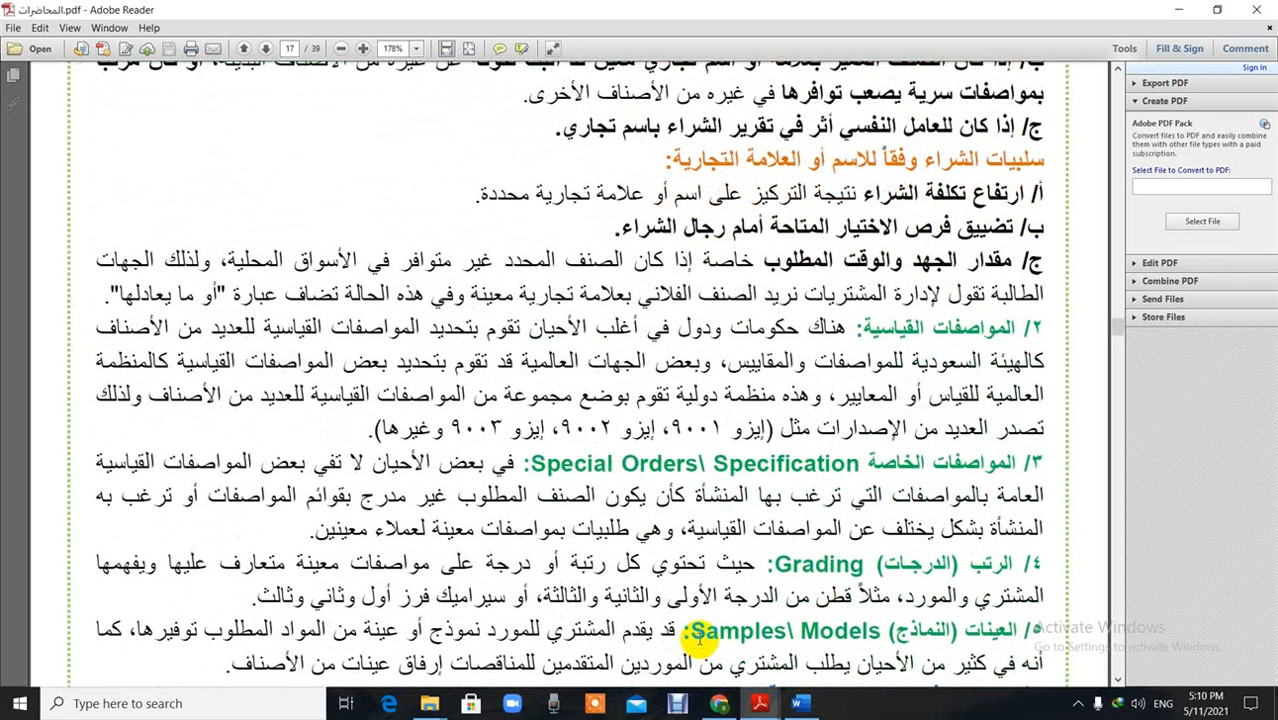 المحاضرات.pdf - Adobe Reader
File Edit View Window Help
Open 17 / 39 178% Tools Fill & Sign Comment
بمواصفات سرية يصعب توافرها في غيره من الأصناف الأخرى.
ج/ إذا كان للعامل النفسي أثر في تقرير الشراء باسم تجاري.
سلبيات الشراء وفقاً للاسم أو العلامة التجارية:
أ/ ارتفاع تكلفة الشراء نتيجة التركيز على اسم أو علامة تجارية محددة.
ب/ تضييق فرص الاختيار المتاحة أمام رجال الشراء.
ج/ مقدار الجهد والوقت المطلوب خاصة إذا كان الصنف المحدد غير متوافر في الأسواق المحلية، ولذلك الجهات
الطالبة تقول لإدارة المشتريات نريد الصنف الفلاني بعلامة تجارية معينة وفي هذه الحالة تضاف عبارة "أو ما يعادلها".
٢/ المواصفات القياسية: هناك حكومات ودول في أغلب الأحيان تقوم بتحديد المواصفات القياسية للعديد من الأصناف
كالهيئة السعودية للمواصفات والمقاييس، وبعض الجهات العالمية قد تقوم بتحديد بعض المواصفات القياسية كالمنظمة
العالمية للقياس أو المعايير، وهذه منظمة دولية تقوم بوضع مجموعة من المواصفات القياسية للعديد من الأصناف ولذلك
تصدر العديد من الإصدارات مثل (إيزو ٩٠٠١، إيزو ٩٠٠٢، إيزو ٩٠٠٣ وغيرها).
٣/ المواصفات الخاصة Special Orders\ Specification: في بعض الأحيان لا تفي بعض المواصفات القياسية
العامة بالمواصفات التي ترغب بها المنشأة كأن يكون الصنف المطلوب غير مدرج بقوائم المواصفات أو ترغب به
المنشأة بشكل يختلف عن المواصفات القياسية، وهي طلبيات بمواصفات معينة لعملاء معينين.
٤/ الرتب (الدرجات) Grading: حيث تحتوي كل رتبة أو درجة على مواصفات معينة متعارف عليها ويفهمها
المشتري والمورد، مثلاً قطن من الدرجة الأولى والثانية والثالثة، أو سيراميك فرز أول وثاني وثالث.
٥/ العينات (النماذج) Samples\ Models: قد يقدم المشتري للمورد نموذج أو عينة من المواد المطلوب توفيرها، كما
أنه في كثير من الأحيان يطلب المشتري من الموردين المتقدمين للمناقصات إرفاق عينات من الأصناف.
Sign In
Export PDF
Create PDF
Adobe PDF Pack
Convert files to PDF and easily combine
them with other file types with a paid
subscription.
Select File to Convert to PDF:
Select File
Edit PDF
Combine PDF
Send Files
Store Files
Activate Windows
Go to Settings to activate Windows.
Type here to search
ENG
5:10 PM
5/11/2021